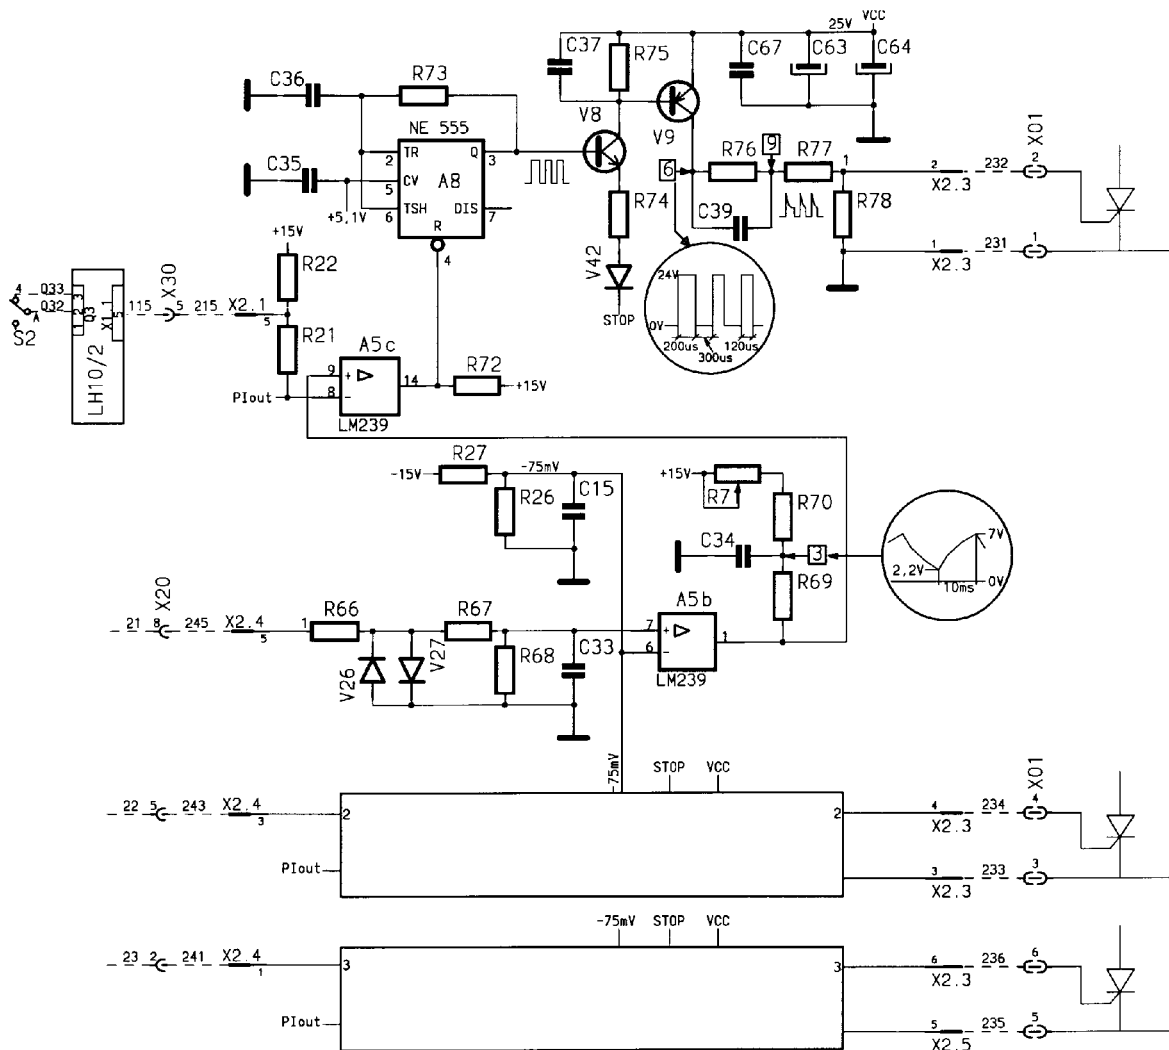 VCC
25V
C37
R75
C67
C63
C64
C36
R73
V8
V9
NE 555
TR
2
Q
3
C35
CV
5
A8
TSH
6
DIS
7
R
4
+5,1V
R74
V42
STOP
6
R76
9
R77
C39
1
R78
2
X2.3
232
X01
2
1
X2.3
231
1
24V
0V
200us
300us
120us
+15V
R22
4
Q33
Q32
A
S2
3
2
1
Q3
X1.1
5
LH10/2
115
X30
5
215
X2.1
5
R21
A5c
9
+
8
-
14
LM239
PIout
R72
+15V
R27
-15V
-75mV
R26
C15
+15V
R7
R70
C34
3
R69
7V
2,2V
0V
10ms
21
8
X20
245
X2.4
5
1
R66
R67
V26
V27
R68
C33
A5b
7
+
6
-
1
LM239
-75mV
STOP
VCC
22
5
243
X2.4
3
2
2
PIout
4
X2.3
234
X01
4
3
X2.3
233
3
-75mV
STOP
VCC
23
2
241
X2.4
1
3
3
PIout
6
X2.3
236
6
5
X2.5
235
5